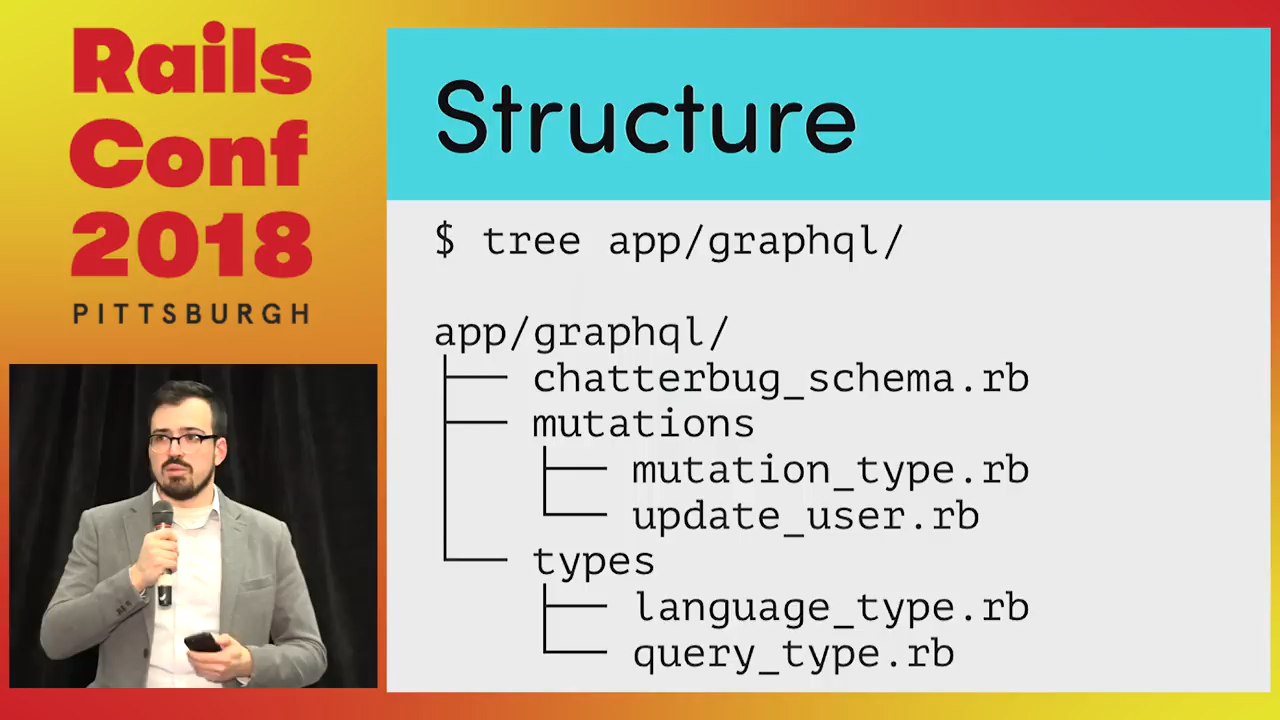 Rails
Conf
2018
PITTSBURGH
Structure
$ tree app/graphql/
app/graphql/
├── chatterbug_schema.rb
├── mutations
│   ├── mutation_type.rb
│   └── update_user.rb
└── types
    ├── language_type.rb
    └── query_type.rb